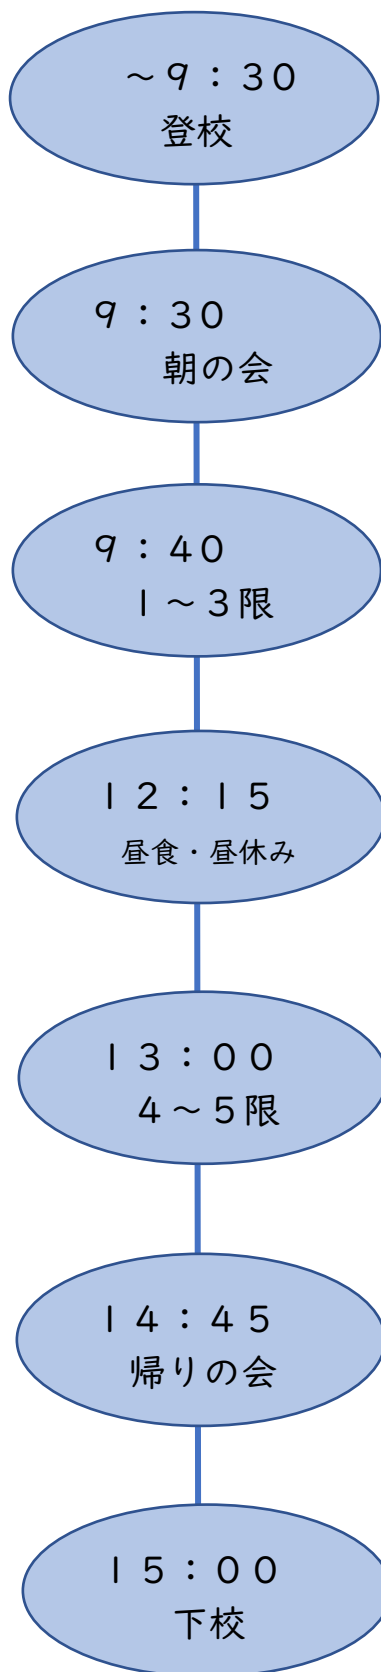 ～９：３０
登校
９：３０
朝の会
９：４０
１～３限
１２：１５
昼食・昼休み
１３：００
４～５限
１４：４５
帰りの会
１５：００
下校